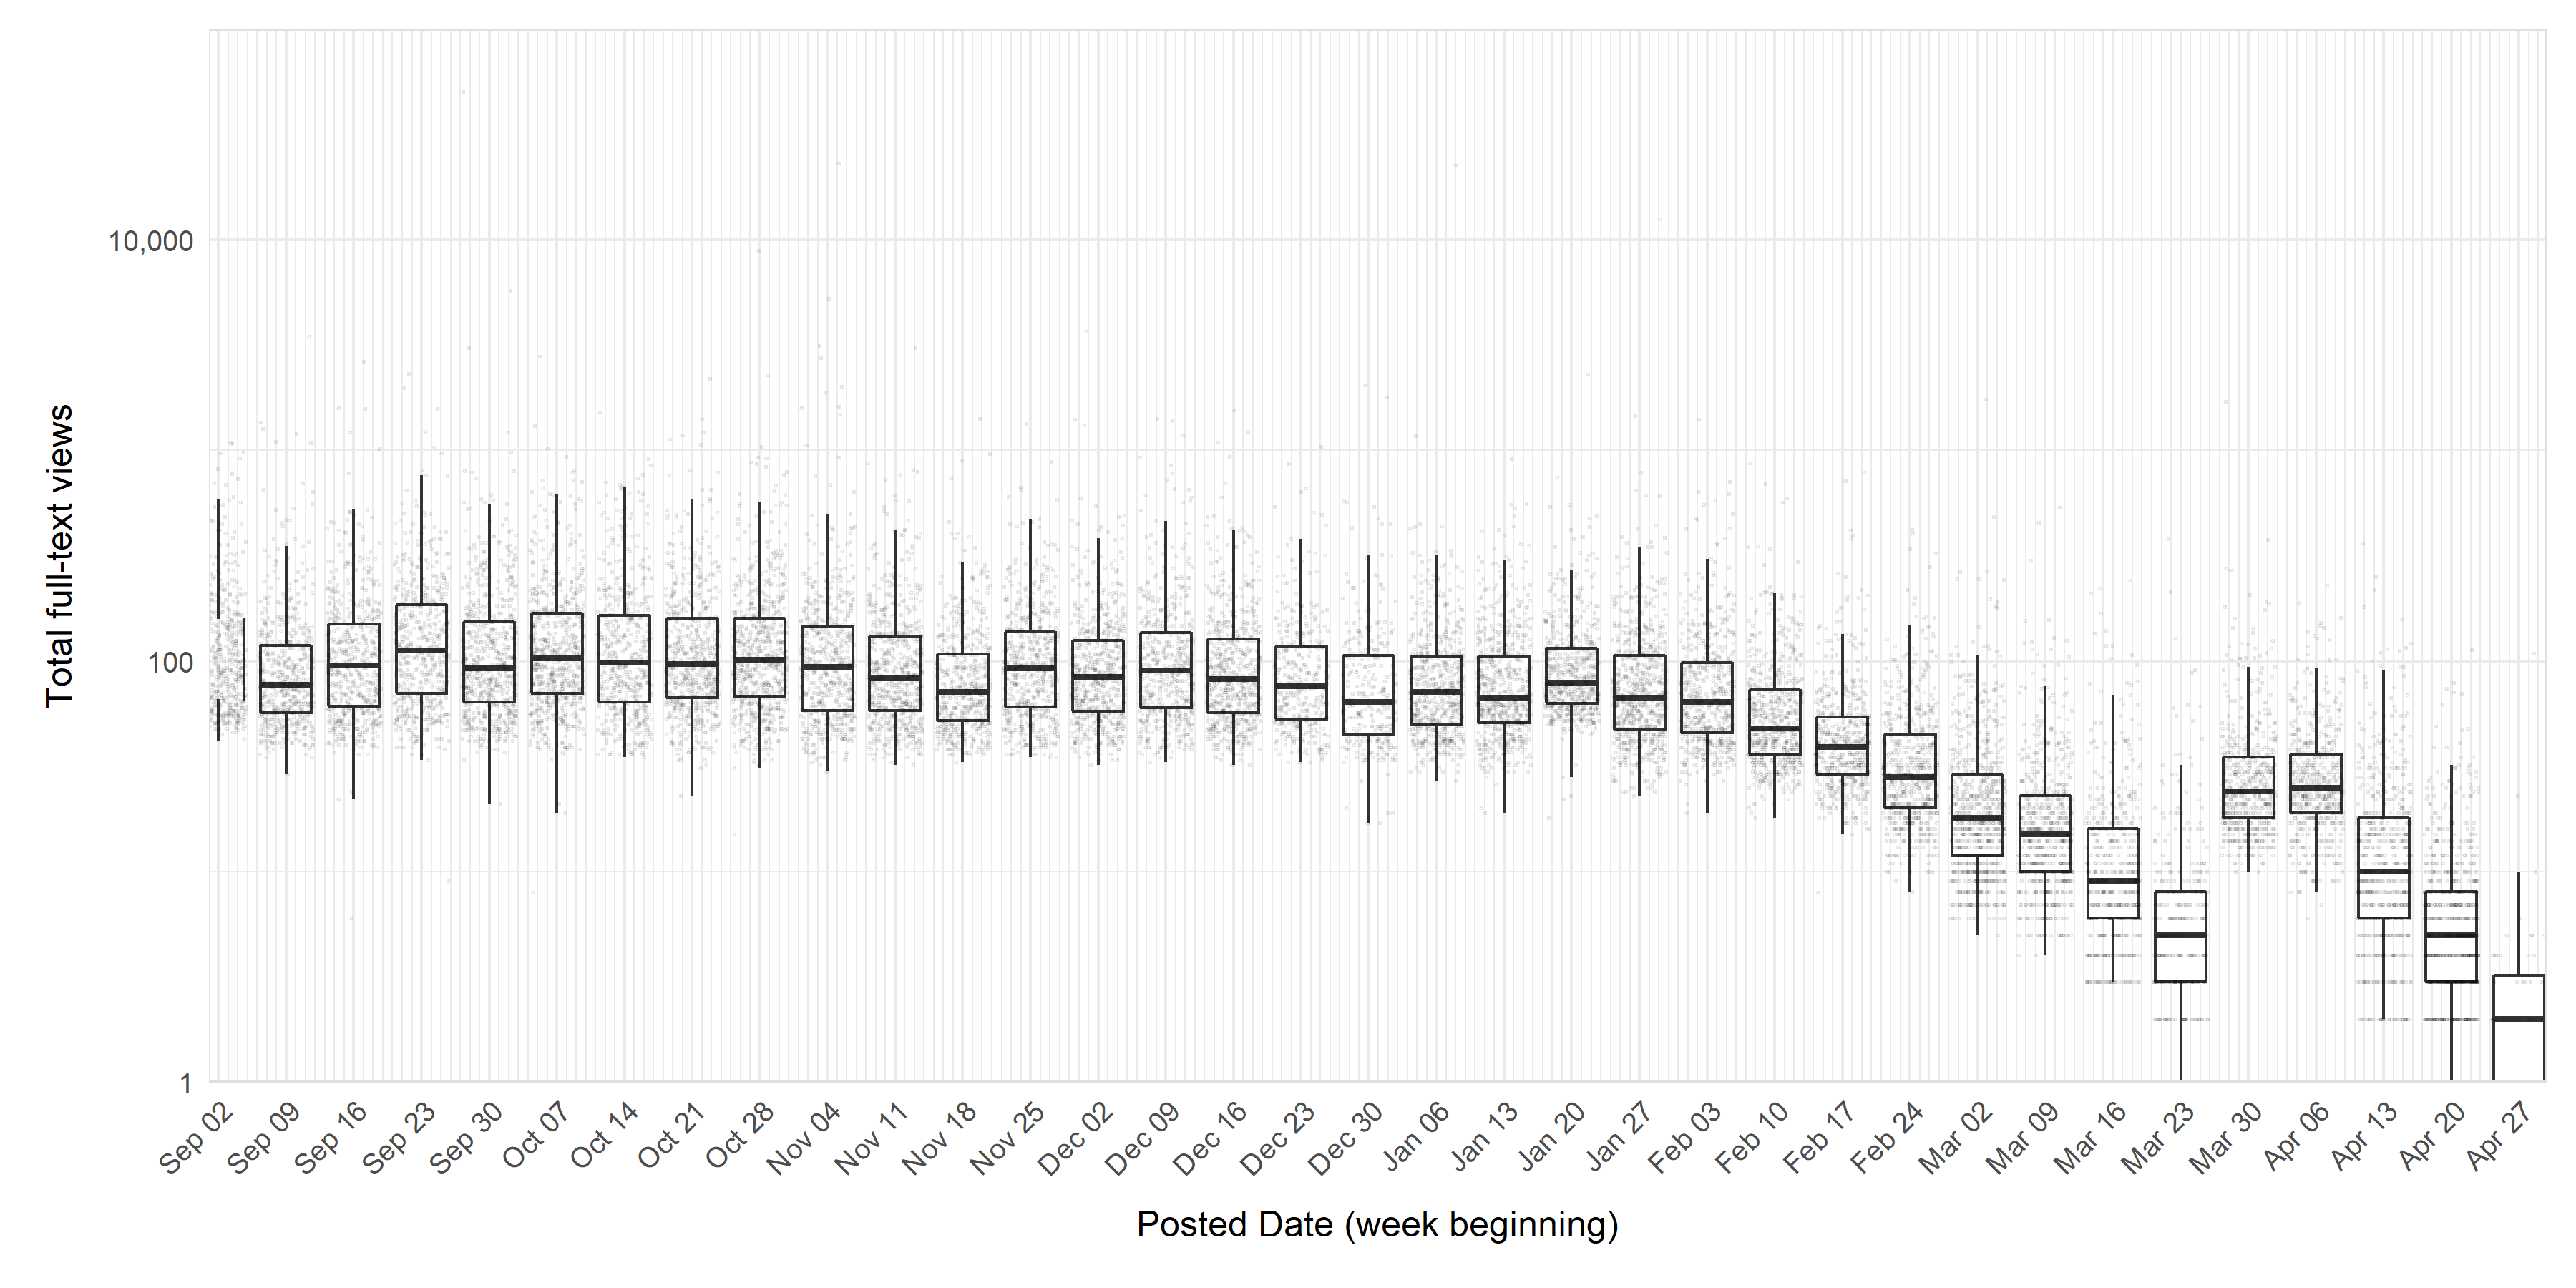 Total full-text views
10,000
100
1
Sep 02
Sep 09
Sep 16
Sep 23
Sep 30
Oct 07
Oct 14
Oct 21
Oct 28
Nov 04
Nov 11
Nov 18
Nov 25
Dec 02
Dec 09
Dec 16
Dec 23
Dec 30
Jan 06
Jan 13
Jan 20
Jan 27
Feb 03
Feb 10
Feb 17
Feb 24
Mar 02
Mar 09
Mar 16
Mar 23
Mar 30
Apr 06
Apr 13
Apr 20
Apr 27
Posted Date (week beginning)